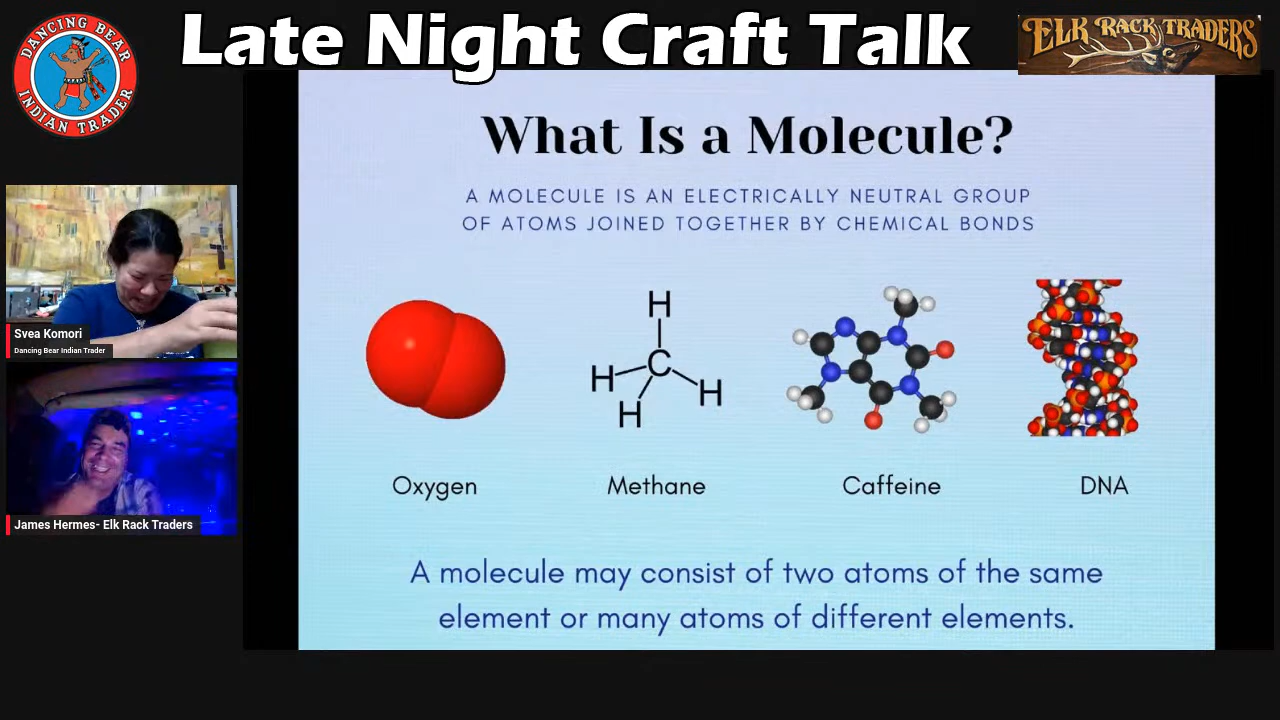 DANCING BEAR
INDIAN TRADER
Late Night Craft Talk
ELK RACK TRADERS
What Is a Molecule?
A MOLECULE IS AN ELECTRICALLY NEUTRAL GROUP
OF ATOMS JOINED TOGETHER BY CHEMICAL BONDS
H
C
H
H
H
Oxygen
Methane
Caffeine
DNA
A molecule may consist of two atoms of the same
element or many atoms of different elements.
Svea Komori
Dancing Bear Indian Trader
James Hermes- Elk Rack Traders